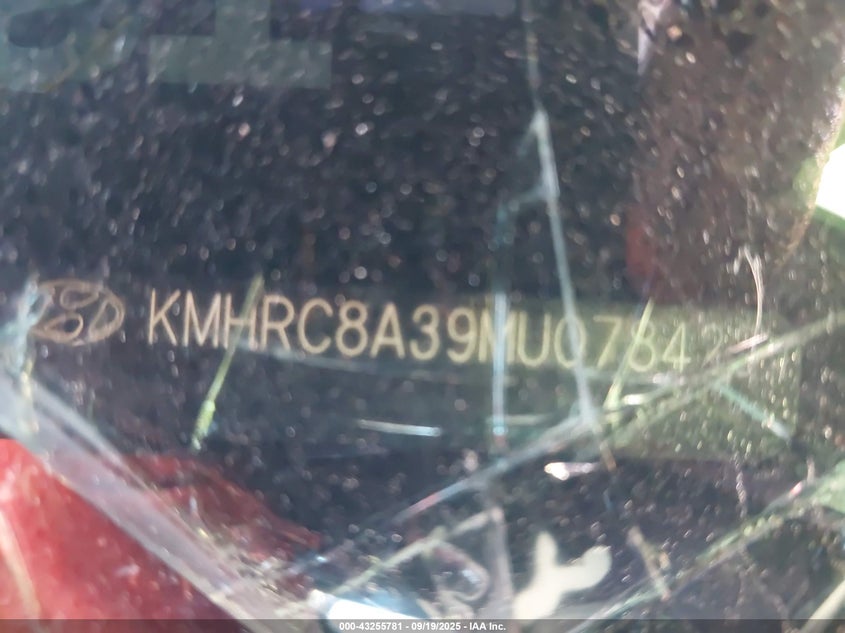 KMHRC8A39MU0784
000-43255781 - 09/19/2025 - IAA Inc.